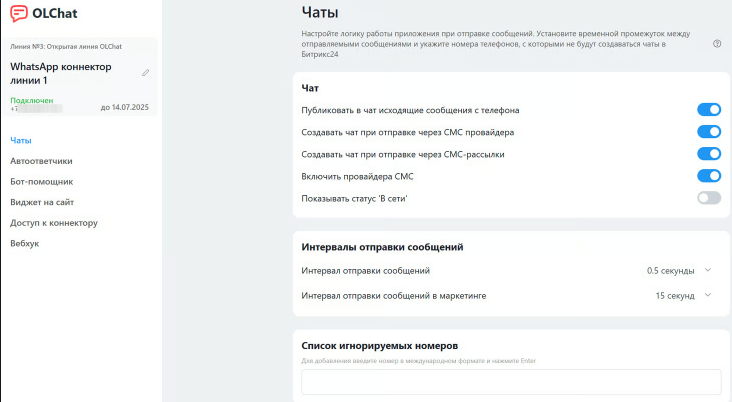 OLChat
Линия №3: Открытая линия OLChat
WhatsApp коннектор
линии 1
Подключен
+7
до 14.07.2025
Чаты
Автоответчики
Бот-помощник
Виджет на сайт
Доступ к коннектору
Вебхук
Чаты
Настройте логику работы приложения при отправке сообщений. Установите временной промежуток между
отправляемыми сообщениями и укажите номера телефонов, с которыми не будут создаваться чаты в
Битрикс24
Чат
Публиковать в чат исходящие сообщения с телефона
Создавать чат при отправке через СМС провайдера
Создавать чат при отправке через СМС-рассылки
Включить провайдера СМС
Показывать статус 'В сети'
Интервалы отправки сообщений
Интервал отправки сообщений 0.5 секунды
Интервал отправки сообщений в маркетинге 15 секунд
Список игнорируемых номеров
Для добавления введите номер в международном формате и нажмите Enter